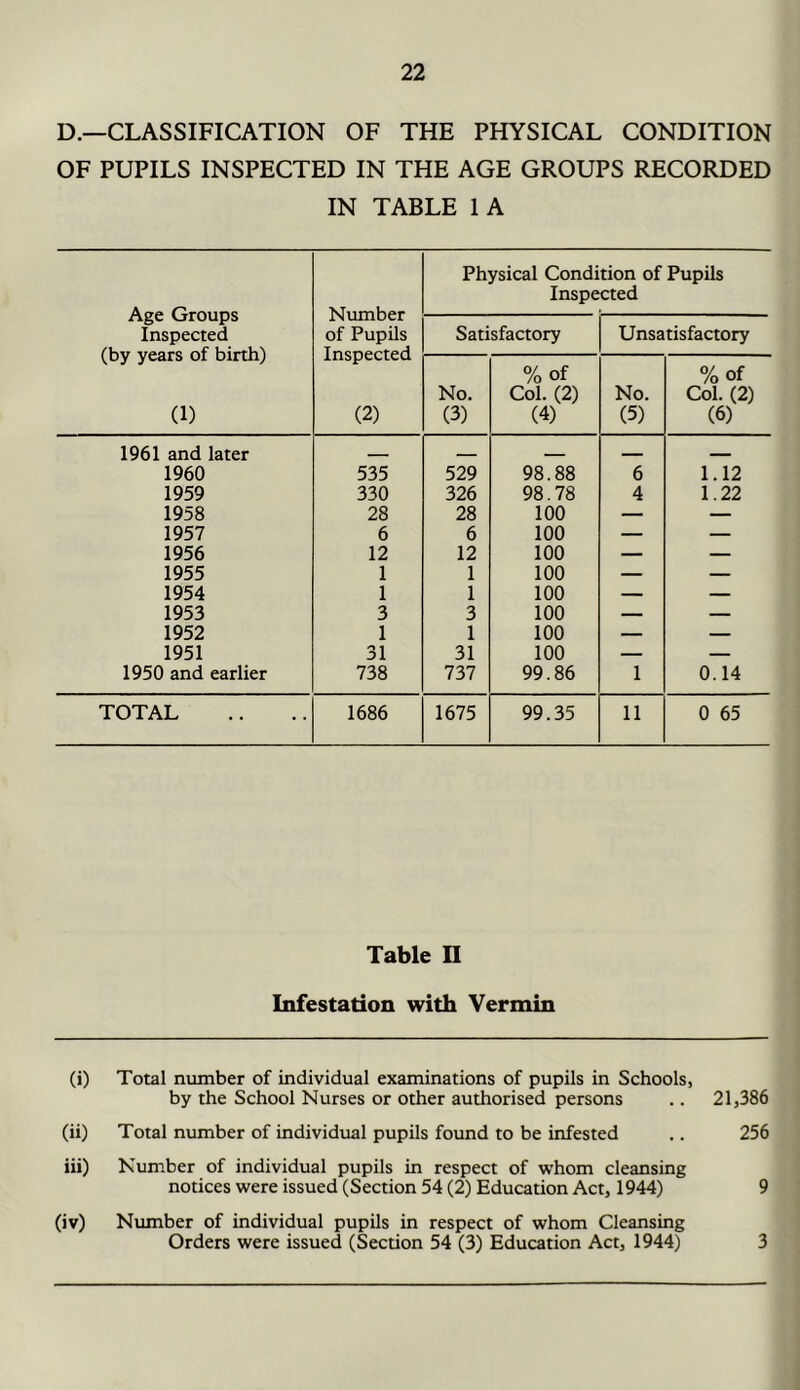 22
D.—CLASSIFICATION OF THE PHYSICAL CONDITION
OF PUPILS INSPECTED IN THE AGE GROUPS RECORDED
IN TABLE 1 A
Age Groups Inspected (by years of birth) (1) | Number of Pupils Inspected (2) | Physical Condition of Pupils Inspected
Satisfactory | Unsatisfactory
No. (3) | % of Col. (2) (4) | No. (5) | % of Col. (2) (6)
1961 and later — — — — —
1960 535 529 98.88 6 1.12
1959 330 326 98.78 4 1.22
1958 28 28 100 — —
1957 6 6 100 — —
1956 12 12 100 — —
1955 1 1 100 — —
1954 1 1 100 — —
1953 3 3 100 — —
1952 1 1 100 — —
1951 31 31 100 — —
1950 and earlier 738 737 99.86 1 0.14
TOTAL .. .. 1686 1675 99.35 11 0 65
Table II
Infestation with Vermin
(i) Total number of individual examinations of pupils in Schools,
by the School Nurses or other authorised persons .. 21,386
(ii) Total number of individual pupils found to be infested .. 256
iii) Number of individual pupils in respect of whom cleansing
notices were issued (Section 54 (2) Education Act, 1944) 9
(iv) Number of individual pupils in respect of whom Cleansing
Orders were issued (Section 54 (3) Education Act, 1944) 3